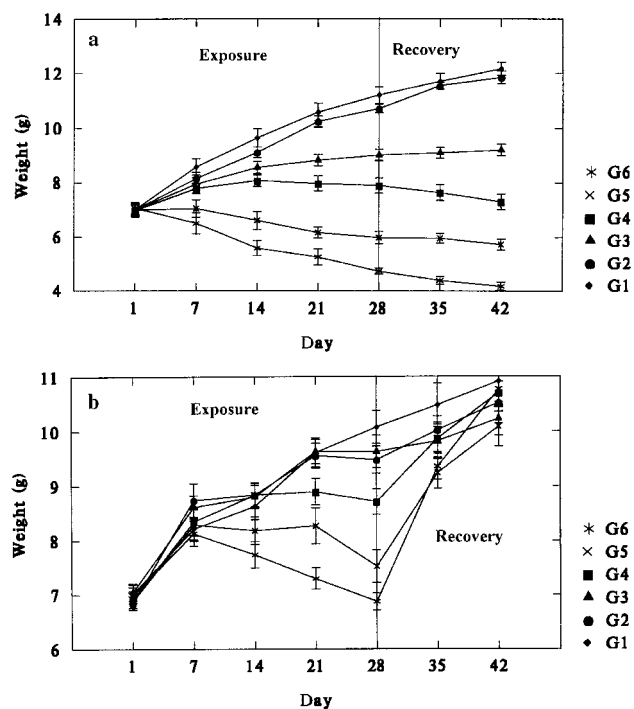 a
Exposure
Recovery
14
12
10
8
6
4
Weight (g)
1 7 14 21 28 35 42
Day
G6
G5
G4
G3
G2
G1
b
Exposure
Recovery
11
10
9
8
7
6
Weight (g)
1 7 14 21 28 35 42
Day
G6
G5
G4
G3
G2
G1